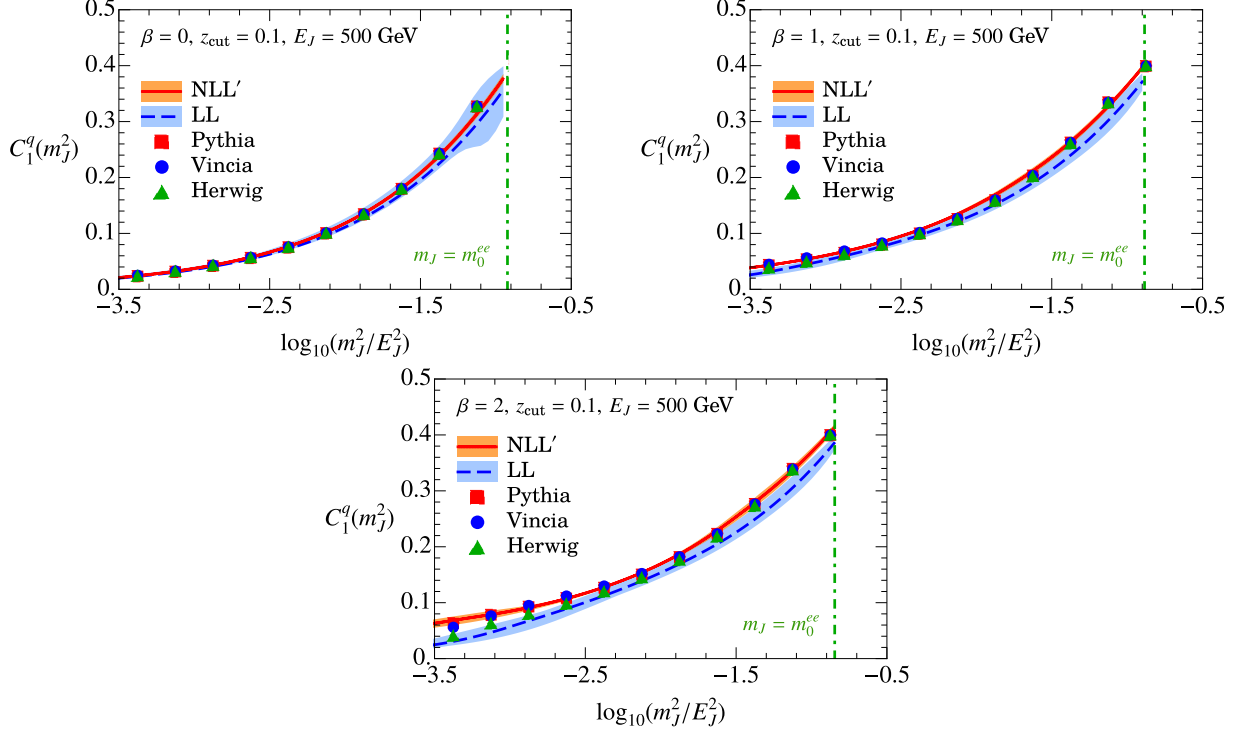 β = 0, z_cut = 0.1, E_J = 500 GeV
NLL′
LL
Pythia
Vincia
Herwig
m_J = m_0^{ee}
C_1^q(m_J^2)
0.5
0.4
0.3
0.2
0.1
0.
−3.5 −2.5 −1.5 −0.5
log_10(m_J^2/E_J^2)
β = 1, z_cut = 0.1, E_J = 500 GeV
NLL′
LL
Pythia
Vincia
Herwig
m_J = m_0^{ee}
C_1^q(m_J^2)
0.5
0.4
0.3
0.2
0.1
0.
−3.5 −2.5 −1.5 −0.5
log_10(m_J^2/E_J^2)
β = 2, z_cut = 0.1, E_J = 500 GeV
NLL′
LL
Pythia
Vincia
Herwig
m_J = m_0^{ee}
C_1^q(m_J^2)
0.5
0.4
0.3
0.2
0.1
0.
−3.5 −2.5 −1.5 −0.5
log_10(m_J^2/E_J^2)